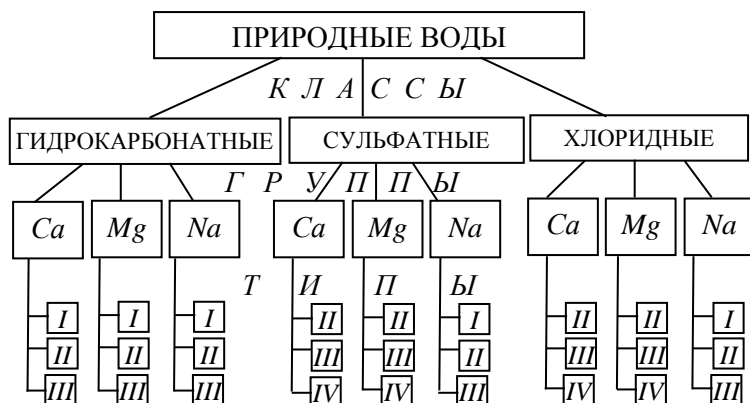 ПРИРОДНЫЕ ВОДЫ
К Л А С С Ы
ГИДРОКАРБОНАТНЫЕ СУЛЬФАТНЫЕ ХЛОРИДНЫЕ
Г Р У П П Ы
Ca Mg Na Ca Mg Na Ca Mg Na
Т И П Ы
I I I II II I II II I
II II II III III II III III II
III III III IV IV III IV IV III